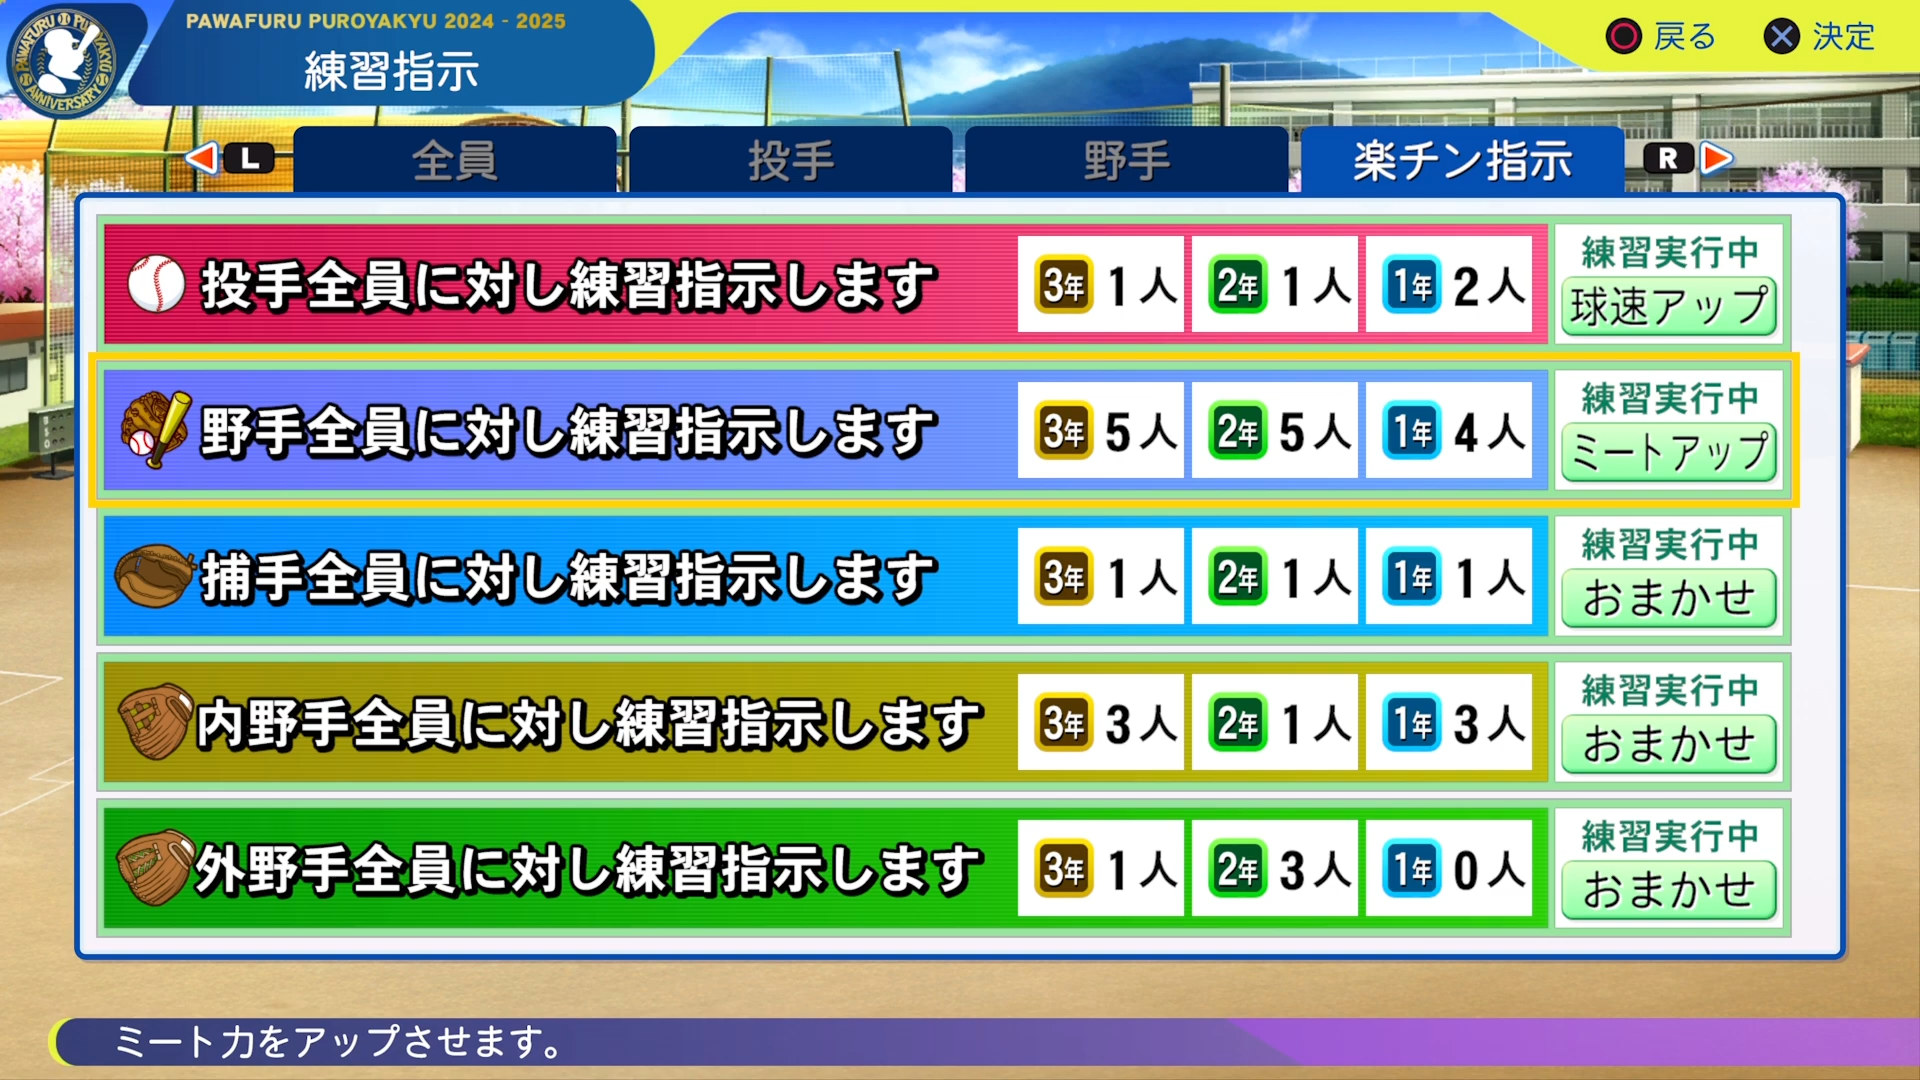 PAWAFURU PUROYAKYU 2024 - 2025
練習指示
戻る
決定
PAWAFURU PUROYAKYU
ANNIVERSARY
L
全員
投手
野手
楽チン指示
R
投手全員に対し練習指示します 3年 1人 2年 1人 1年 2人 練習実行中
球速アップ
野手全員に対し練習指示します 3年 5人 2年 5人 1年 4人 練習実行中
ミートアップ
捕手全員に対し練習指示します 3年 1人 2年 1人 1年 1人 練習実行中
おまかせ
内野手全員に対し練習指示します 3年 3人 2年 1人 1年 3人 練習実行中
おまかせ
外野手全員に対し練習指示します 3年 1人 2年 3人 1年 0人 練習実行中
おまかせ
ミート力をアップさせます。